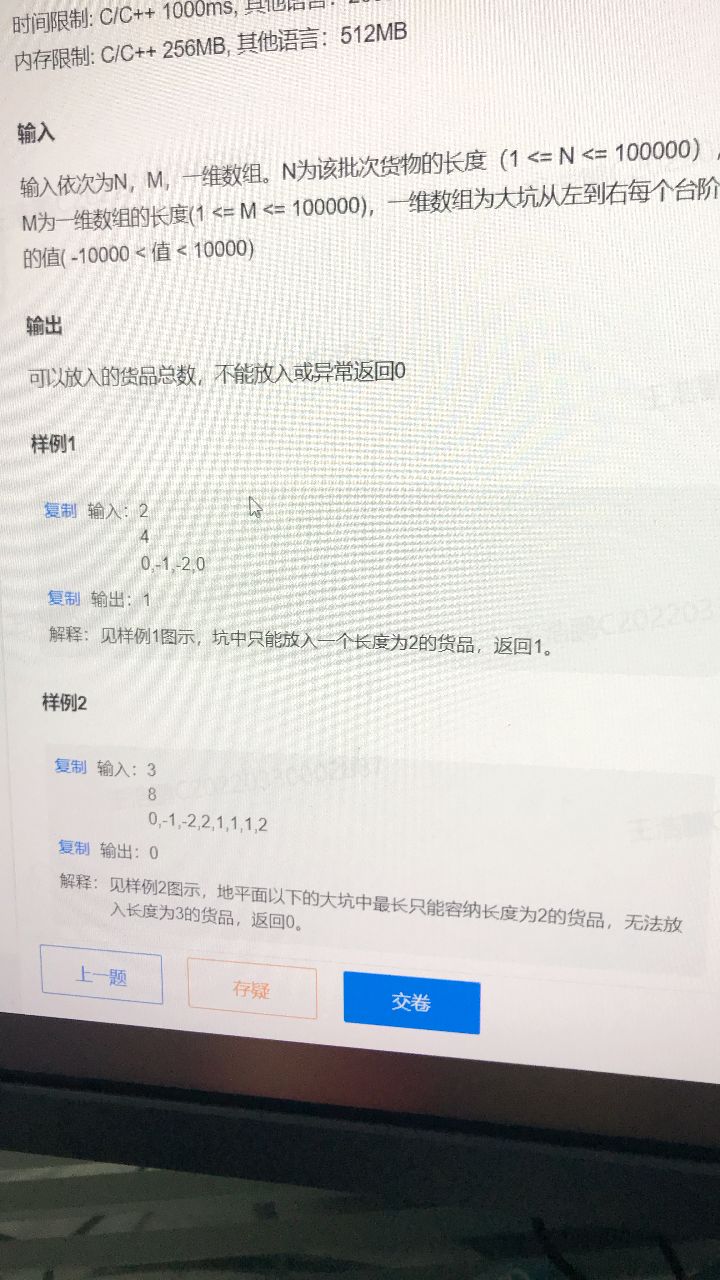 时间限制: C/C++ 1000ms, 其他语言：
内存限制: C/C++ 256MB, 其他语言：512MB
输入
输入依次为N，M，一维数组。N为该批次货物的长度（1 <= N <= 100000），
M为一维数组的长度(1 <= M <= 100000)，一维数组为大坑从左到右每个台阶
的值( -10000 < 值 < 10000)
输出
可以放入的货品总数，不能放入或异常返回0
样例1
复制 输入：2
4
0,-1,-2,0
复制 输出：1
解释：见样例1图示，坑中只能放入一个长度为2的货品，返回1。
样例2
复制 输入：3
8
0,-1,-2,2,1,1,1,2
复制 输出：0
解释：见样例2图示，地平面以下的大坑中最长只能容纳长度为2的货品，无法放
入长度为3的货品，返回0。
上一题 存疑 交卷